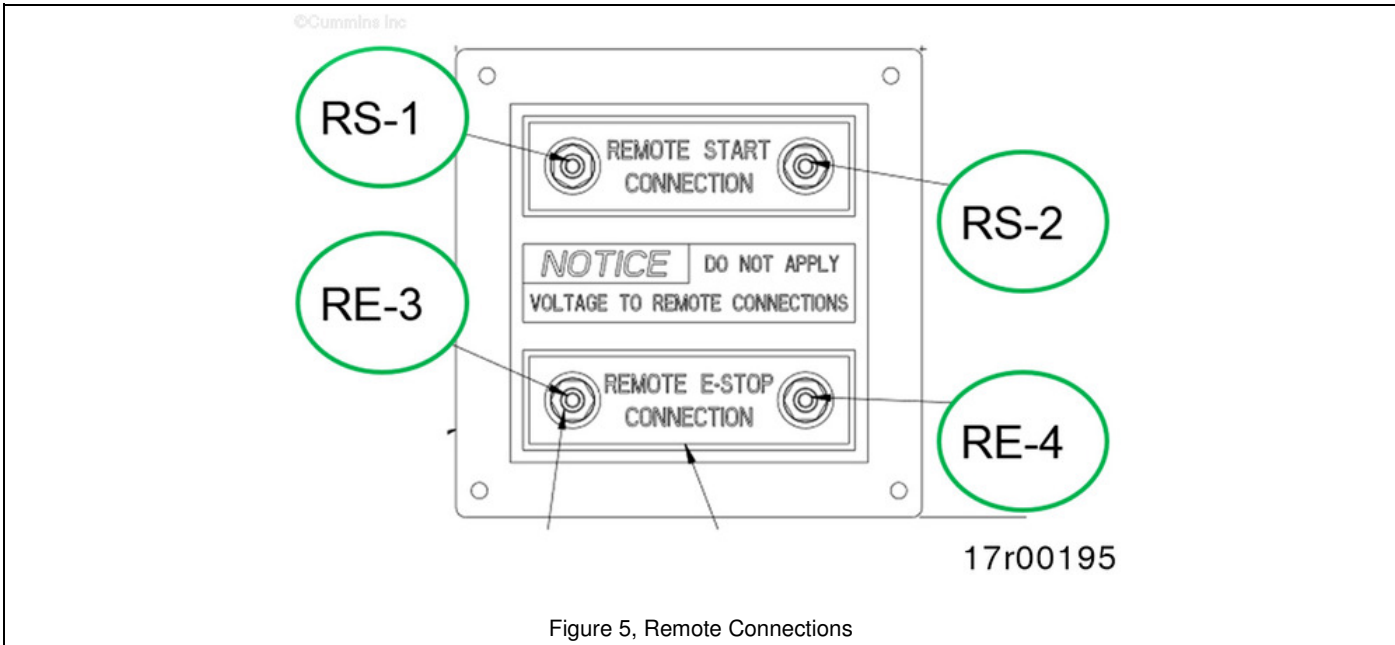 ©Cummins Inc
RS-1
REMOTE START
CONNECTION
RS-2
NOTICE DO NOT APPLY
VOLTAGE TO REMOTE CONNECTIONS
RE-3
REMOTE E-STOP
CONNECTION
RE-4
17r00195
Figure 5, Remote Connections